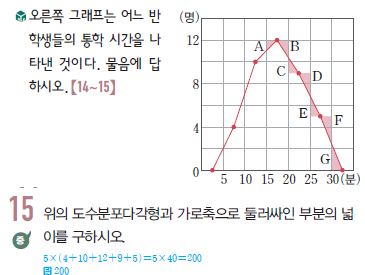 오른쪽 그래프는 어느 반
학생들의 통학 시간을 나
타낸 것이다. 물음에 답
하시오.【14~15】
(명)
12
8
4
0
A B
C D
E F
G
5 10 15 20 25 30(분)
15
중
위의 도수분포다각형과 가로축으로 둘러싸인 부분의 넓
이를 구하시오.
5×(4+10+12+9+5)=5×40=200
답 200